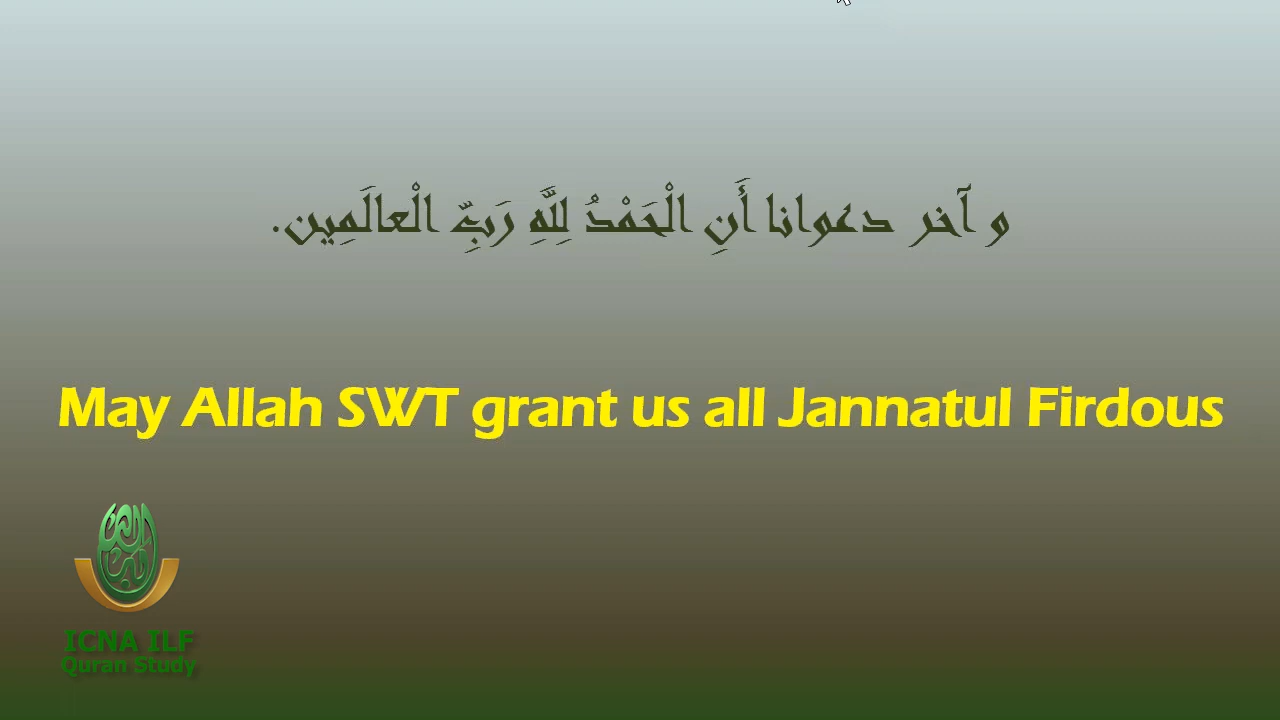 و آخر دعوانا أَنِ الْحَمْدُ لِلَّهِ رَبِّ الْعالَمِين.
May Allah SWT grant us all Jannatul Firdous
ICNA ILF
Quran Study